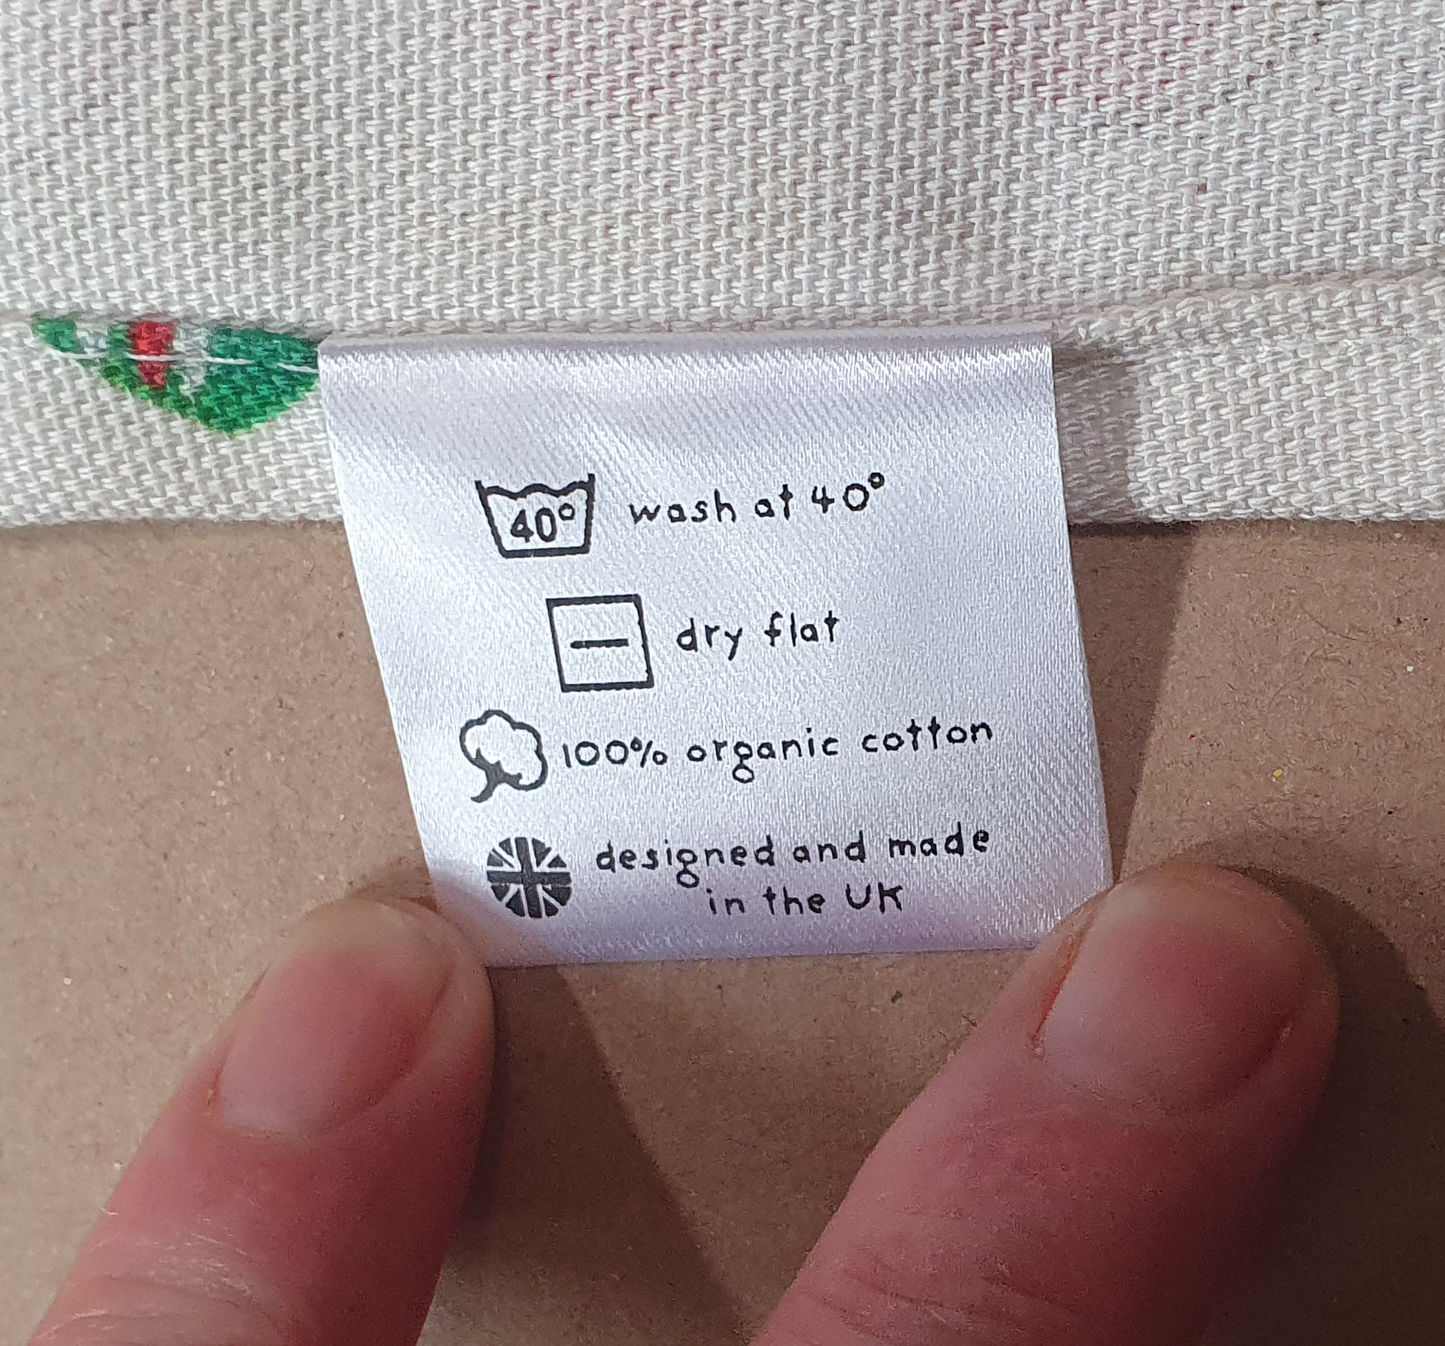 40° wash at 40°
dry flat
100% organic cotton
designed and made
in the UK